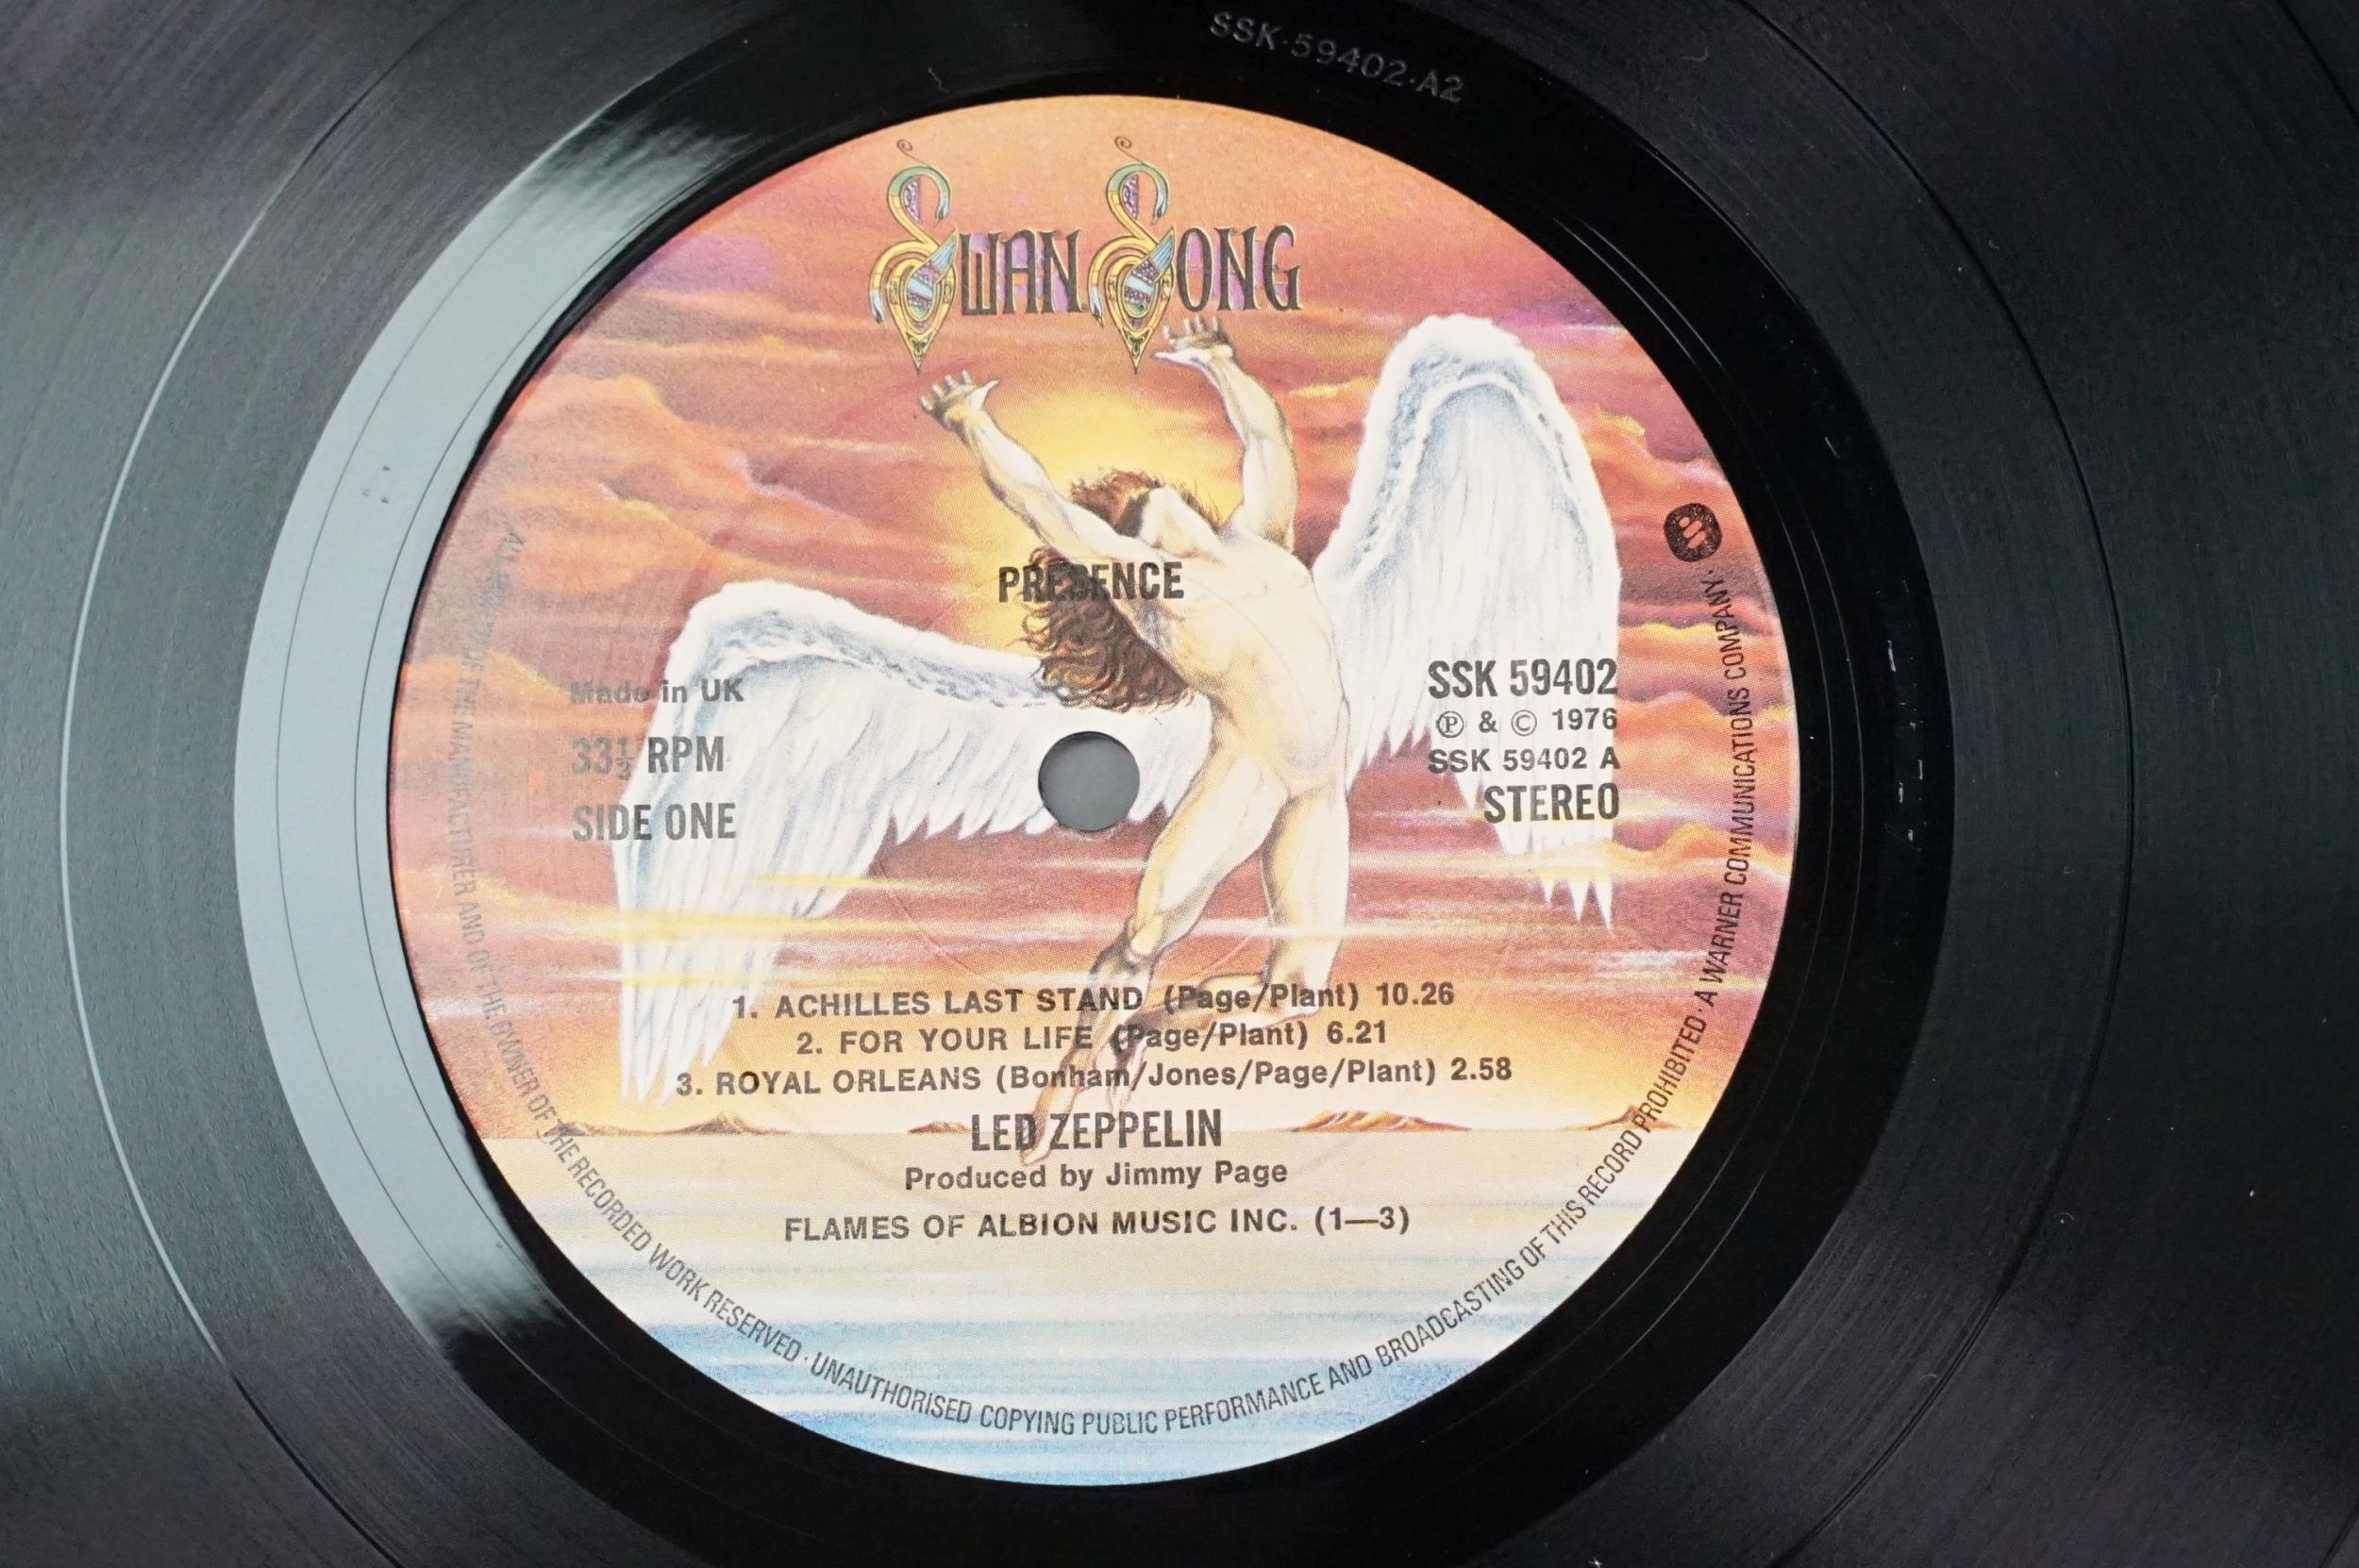 SSK·59402·A2
SWAN SONG
PRESENCE
Made in UK
33⅓ RPM
SIDE ONE
SSK 59402
℗ & © 1976
SSK 59402 A
STEREO
1. ACHILLES LAST STAND (Page/Plant) 10.26
2. FOR YOUR LIFE (Page/Plant) 6.21
3. ROYAL ORLEANS (Bonham/Jones/Page/Plant) 2.58
LED ZEPPELIN
Produced by Jimmy Page
FLAMES OF ALBION MUSIC INC. (1—3)
ALL RIGHTS OF THE MANUFACTURER AND OF THE OWNER OF THE RECORDED WORK RESERVED · UNAUTHORISED COPYING PUBLIC PERFORMANCE AND BROADCASTING OF THIS RECORD PROHIBITED · A WARNER COMMUNICATIONS COMPANY ·